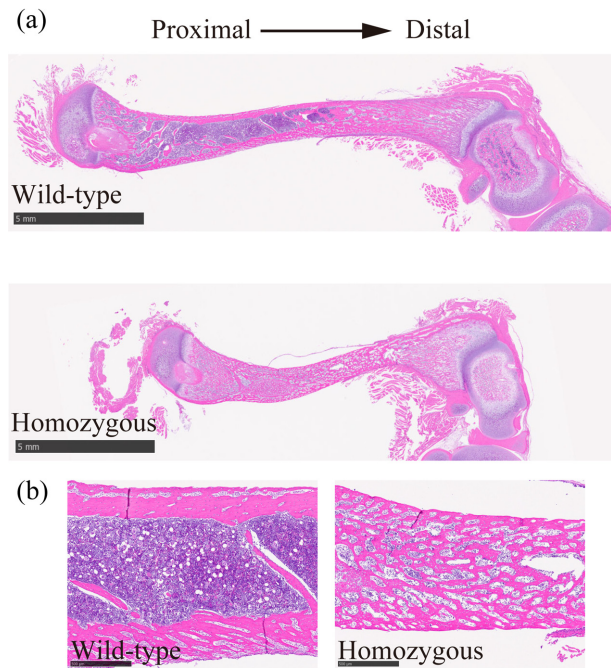 (a)
Proximal Distal
Wild-type
5 mm
Homozygous
5 mm
(b)
Wild-type Homozygous